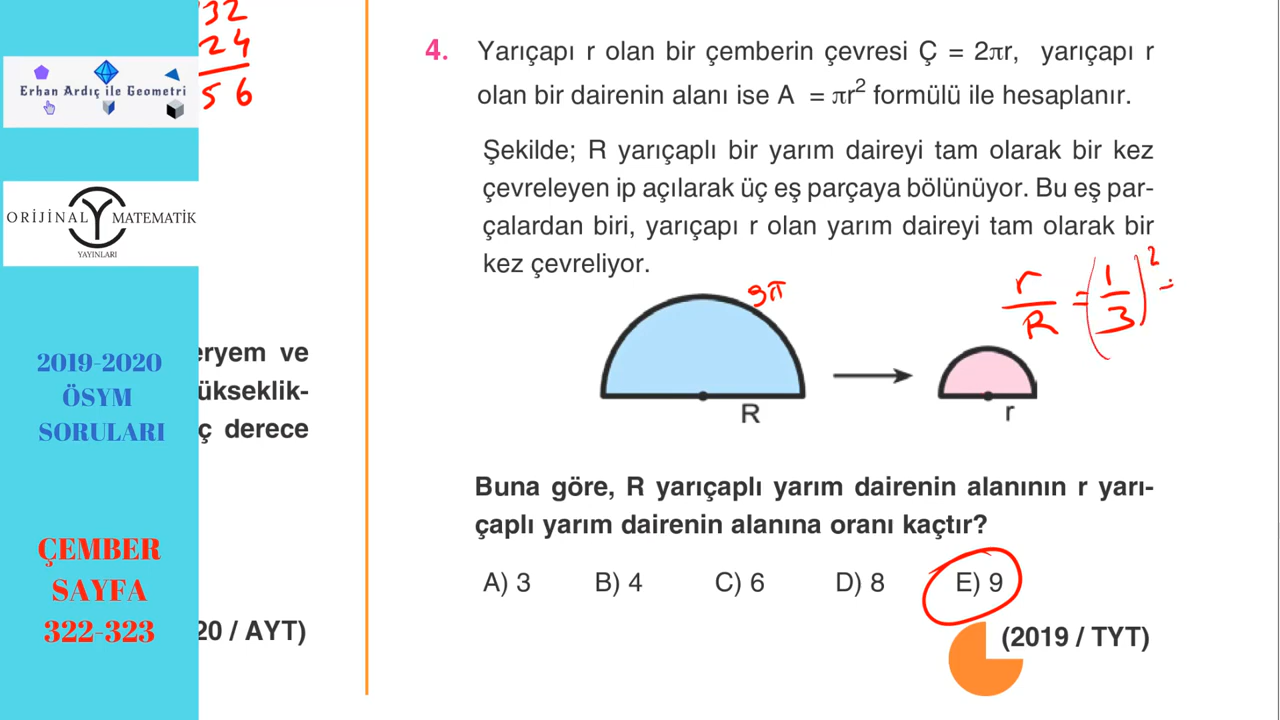 32
24
56
Erhan Ardıç ile Geometri
ORİJİNAL MATEMATİK
YAYINLARI
2019-2020
ÖSYM
SORULARI
ÇEMBER
SAYFA
322-323
eryem ve
ükseklik-
ç derece
20 / AYT)
4. Yarıçapı r olan bir çemberin çevresi Ç = 2πr, yarıçapı r
olan bir dairenin alanı ise A = πr² formülü ile hesaplanır.
Şekilde; R yarıçaplı bir yarım daireyi tam olarak bir kez
çevreleyen ip açılarak üç eş parçaya bölünüyor. Bu eş par-
çalardan biri, yarıçapı r olan yarım daireyi tam olarak bir
kez çevreliyor.
r/R = (1/3)² =
R
r
Buna göre, R yarıçaplı yarım dairenin alanının r yarı-
çaplı yarım dairenin alanına oranı kaçtır?
A) 3 B) 4 C) 6 D) 8 E) 9
(2019 / TYT)